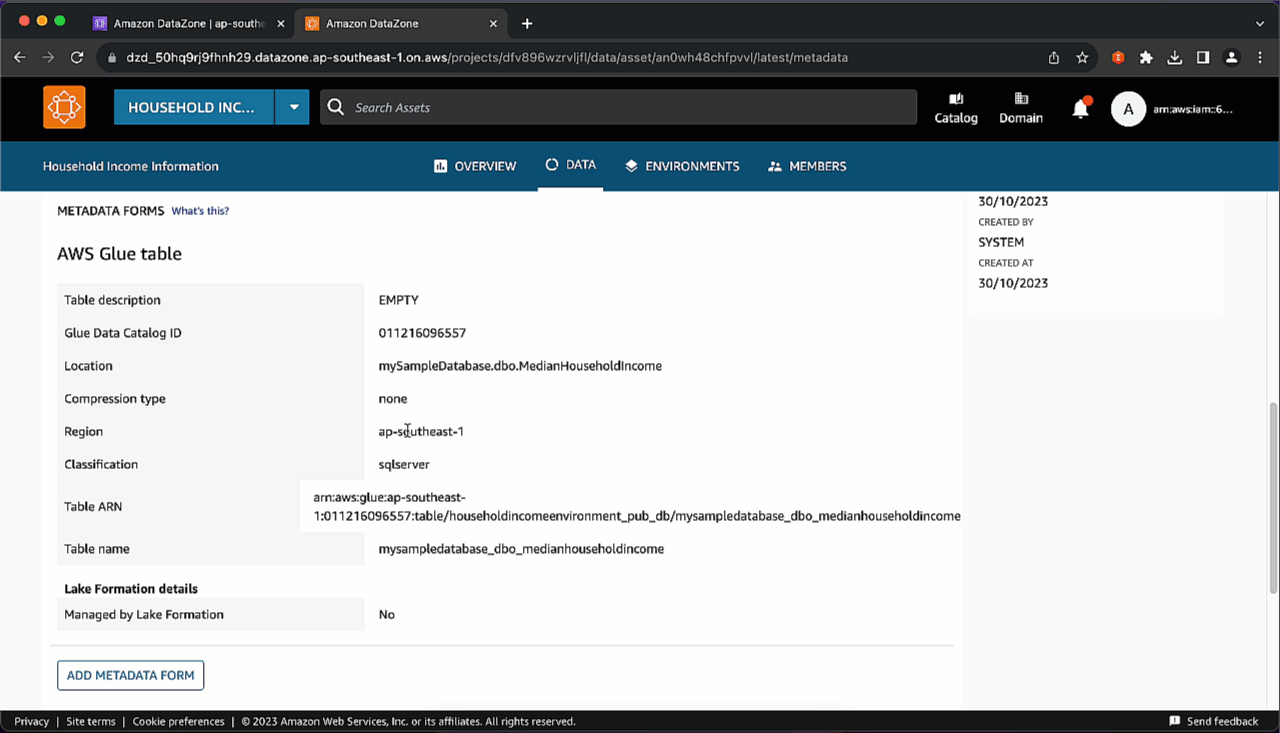 Amazon DataZone | ap-southe
Amazon DataZone
dzd_50hq9rj9fhnh29.datazone.ap-southeast-1.on.aws/projects/dfv896wzrvljfl/data/asset/an0wh48chfpvvl/latest/metadata
HOUSEHOLD INC...
Search Assets
Catalog
Domain
A
arn:aws:iam::6...
Household Income Information
OVERVIEW
DATA
ENVIRONMENTS
MEMBERS
METADATA FORMS What's this?
30/10/2023
CREATED BY
SYSTEM
CREATED AT
30/10/2023
AWS Glue table
Table description EMPTY
Glue Data Catalog ID 011216096557
Location mySampleDatabase.dbo.MedianHouseholdIncome
Compression type none
Region ap-southeast-1
Classification sqlserver
Table ARN arn:aws:glue:ap-southeast-
1:011216096557:table/householdincomeenvironment_pub_db/mysampledatabase_dbo_medianhouseholdincome
Table name mysampledatabase_dbo_medianhouseholdincome
Lake Formation details
Managed by Lake Formation No
ADD METADATA FORM
Privacy | Site terms | Cookie preferences | © 2023 Amazon Web Services, Inc. or its affiliates. All rights reserved.
Send feedback